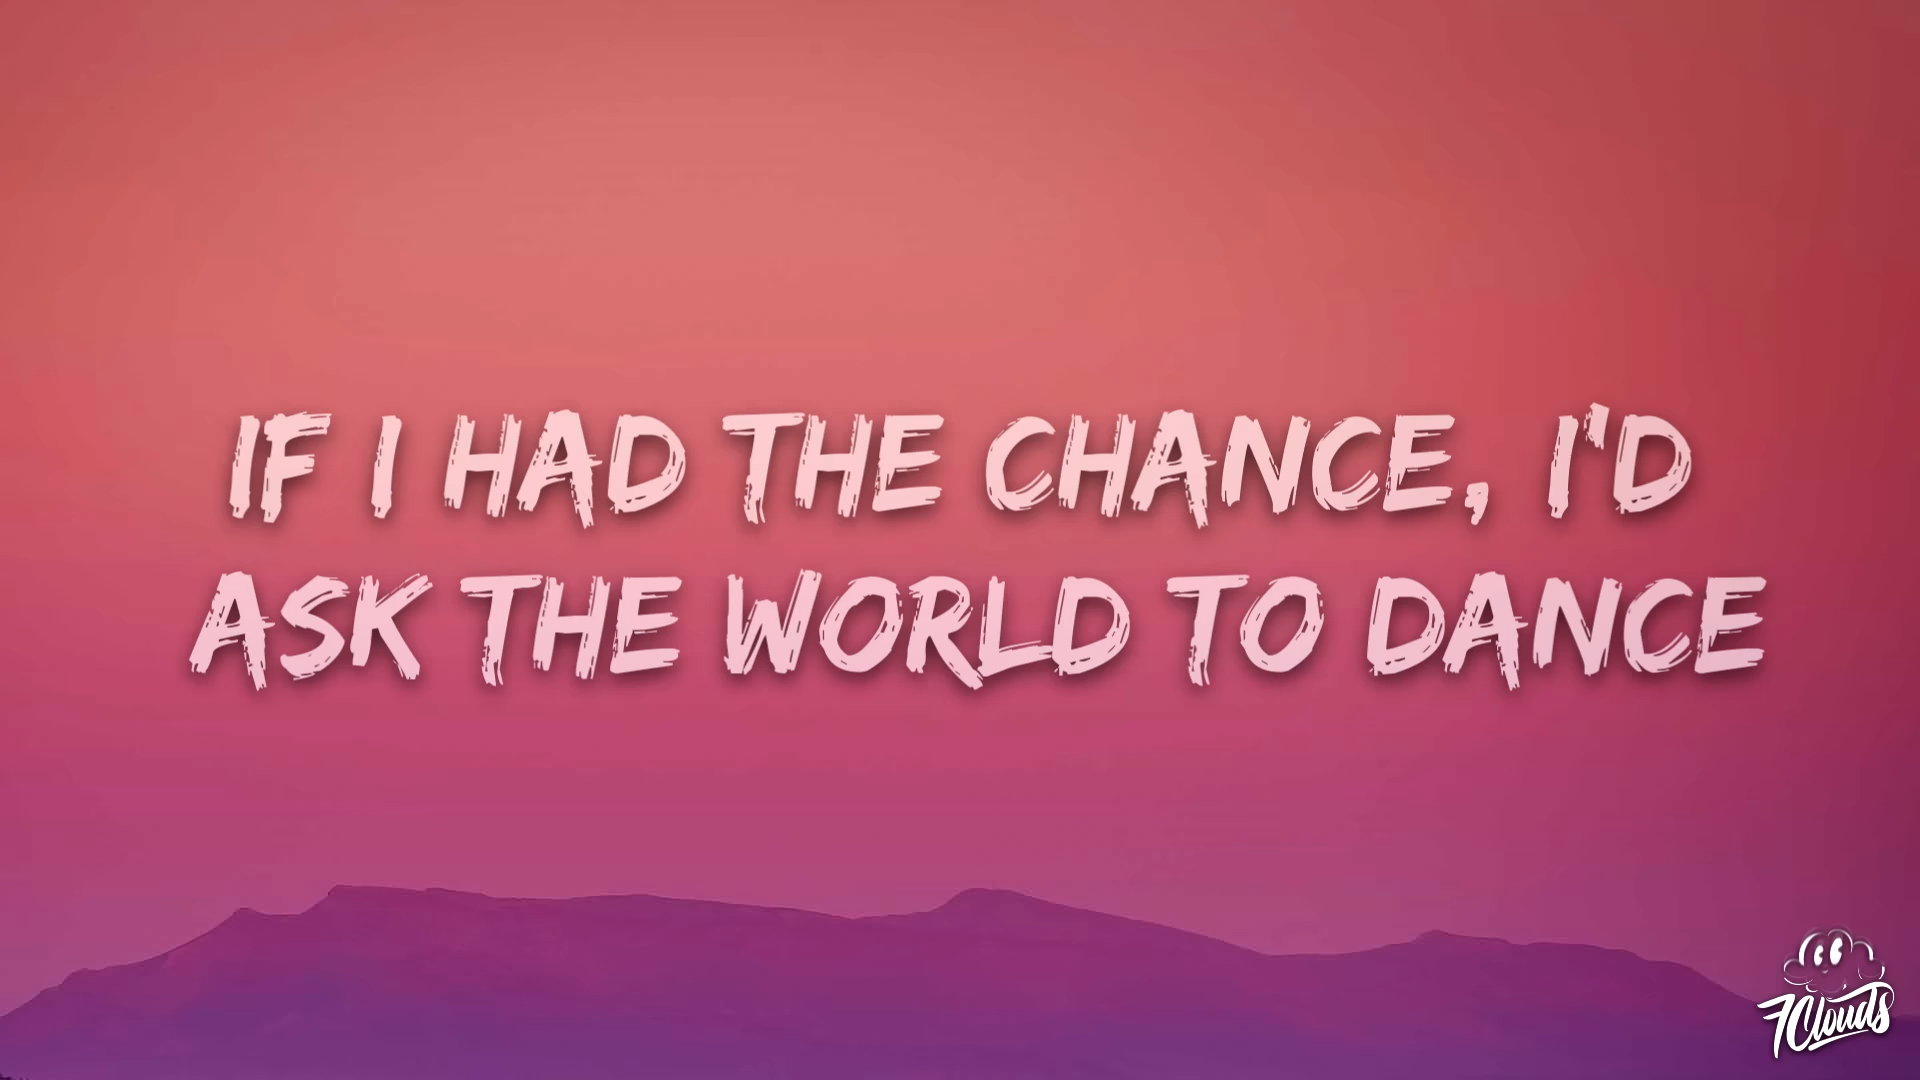 IF I HAD THE CHANCE, I'D
ASK THE WORLD TO DANCE
7Clouds